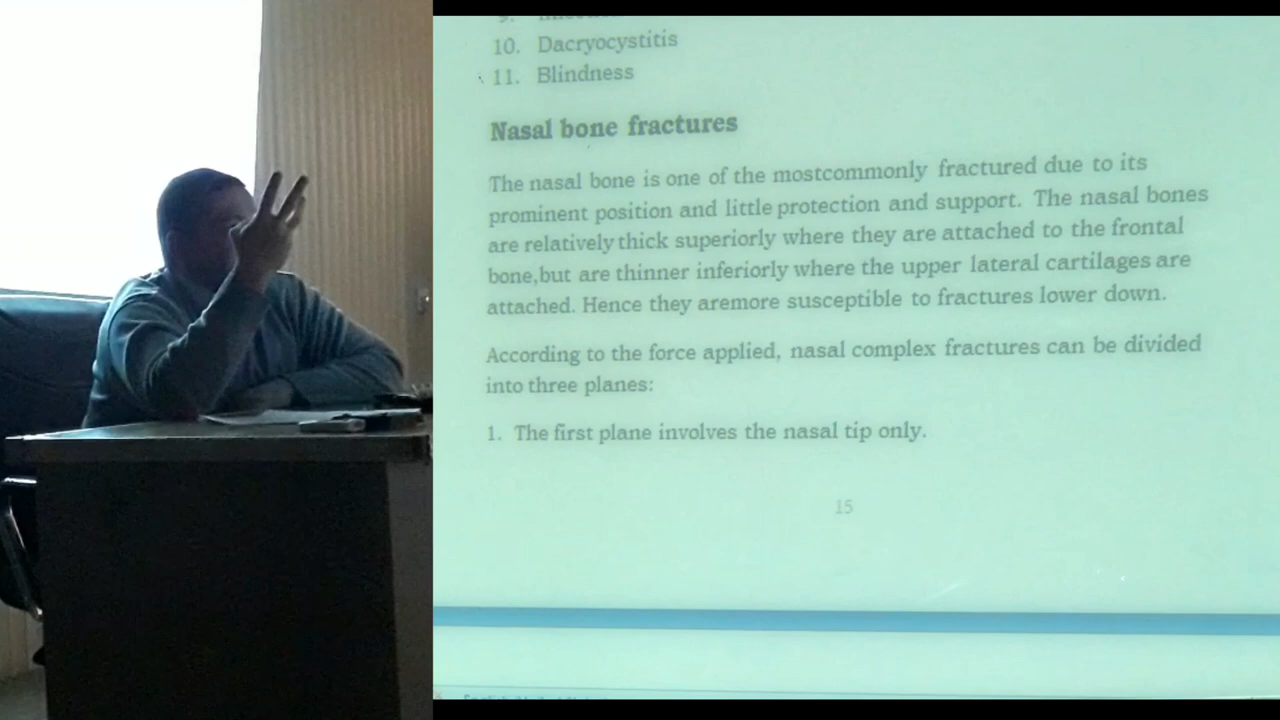 10. Dacryocystitis
11. Blindness
Nasal bone fractures
The nasal bone is one of the mostcommonly fractured due to its
prominent position and little protection and support. The nasal bones
are relatively thick superiorly where they are attached to the frontal
bone,but are thinner inferiorly where the upper lateral cartilages are
attached. Hence they aremore susceptible to fractures lower down.
According to the force applied, nasal complex fractures can be divided
into three planes:
1. The first plane involves the nasal tip only.
15